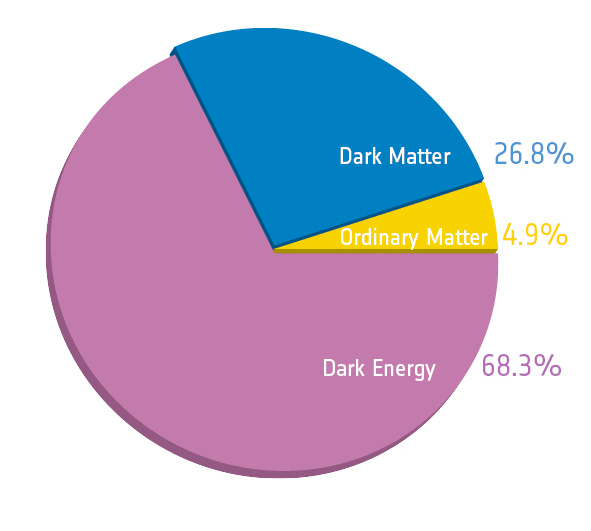 Dark Matter 26.8%
Ordinary Matter 4.9%
Dark Energy 68.3%